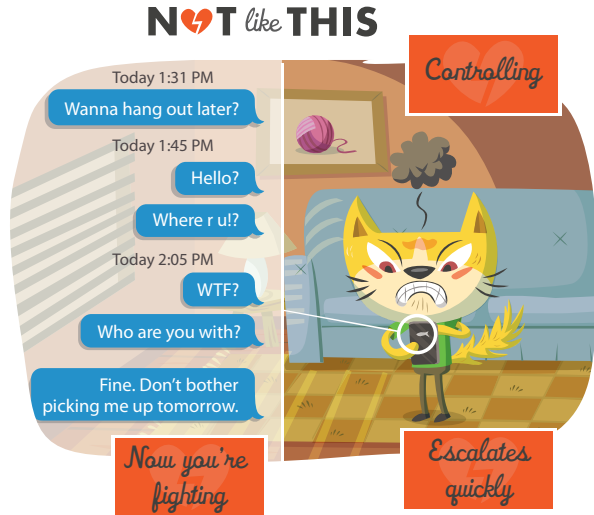 NOT like THIS
Controlling
Today 1:31 PM
Wanna hang out later?
Today 1:45 PM
Hello?
Where r u!?
Today 2:05 PM
WTF?
Who are you with?
Fine. Don't bother
picking me up tomorrow.
Now you're
fighting
Escalates
quickly